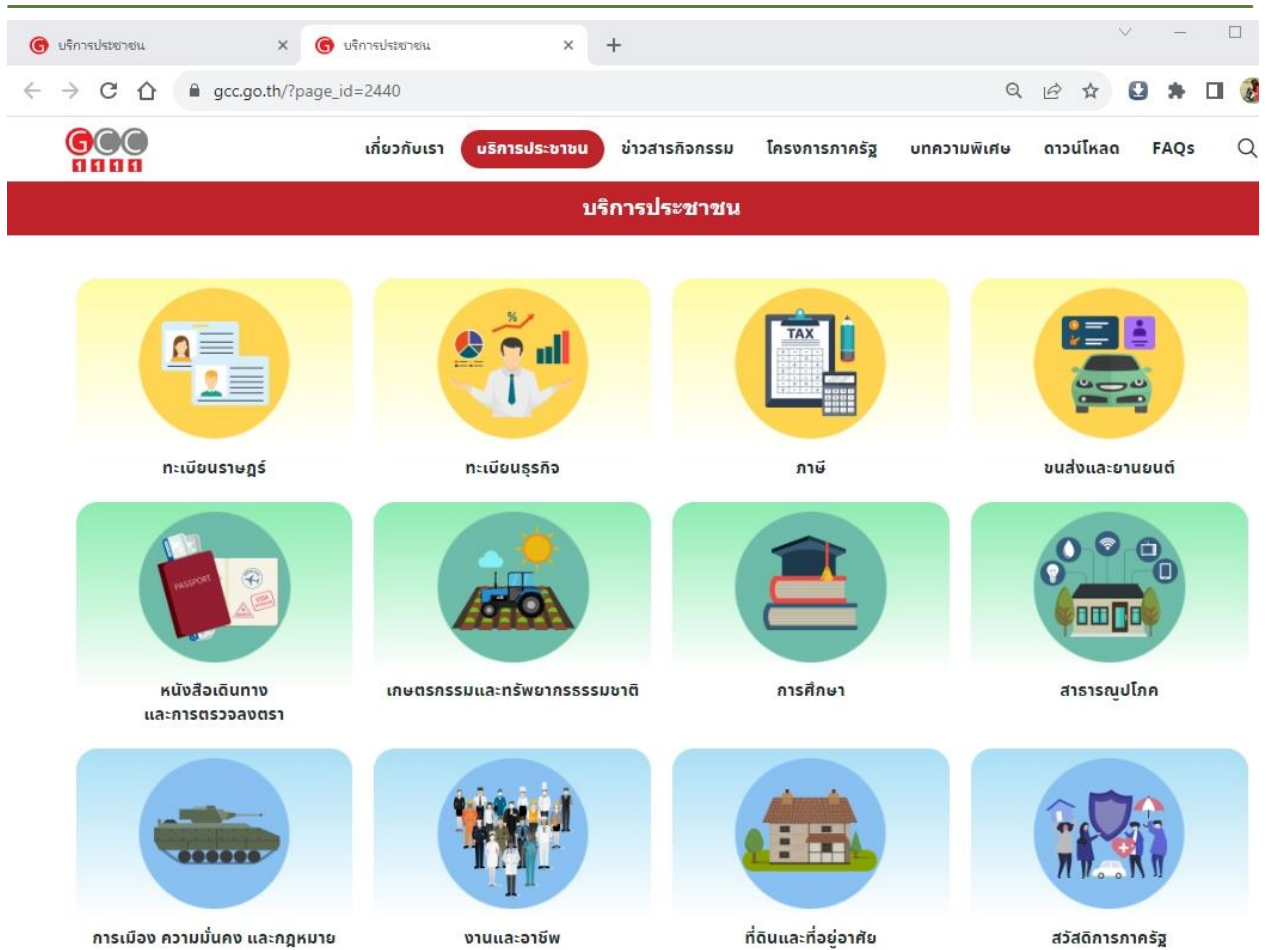 บริการประชาชน
บริการประชาชน
gcc.go.th/?page_id=2440
GCC
1111
เกี่ยวกับเรา บริการประชาชน ข่าวสารกิจกรรม โครงการภาครัฐ บทความพิเศษ ดาวน์โหลด FAQs
บริการประชาชน
%
TAX
ทะเบียนราษฎร์ ทะเบียนธุรกิจ ภาษี ขนส่งและยานยนต์
PASSPORT
VISA
หนังสือเดินทาง
และการตรวจลงตรา
เกษตรกรรมและทรัพยากรธรรมชาติ การศึกษา สาธารณูปโภค
การเมือง ความมั่นคง และกฎหมาย งานและอาชีพ ที่ดินและที่อยู่อาศัย สวัสดิการภาครัฐ